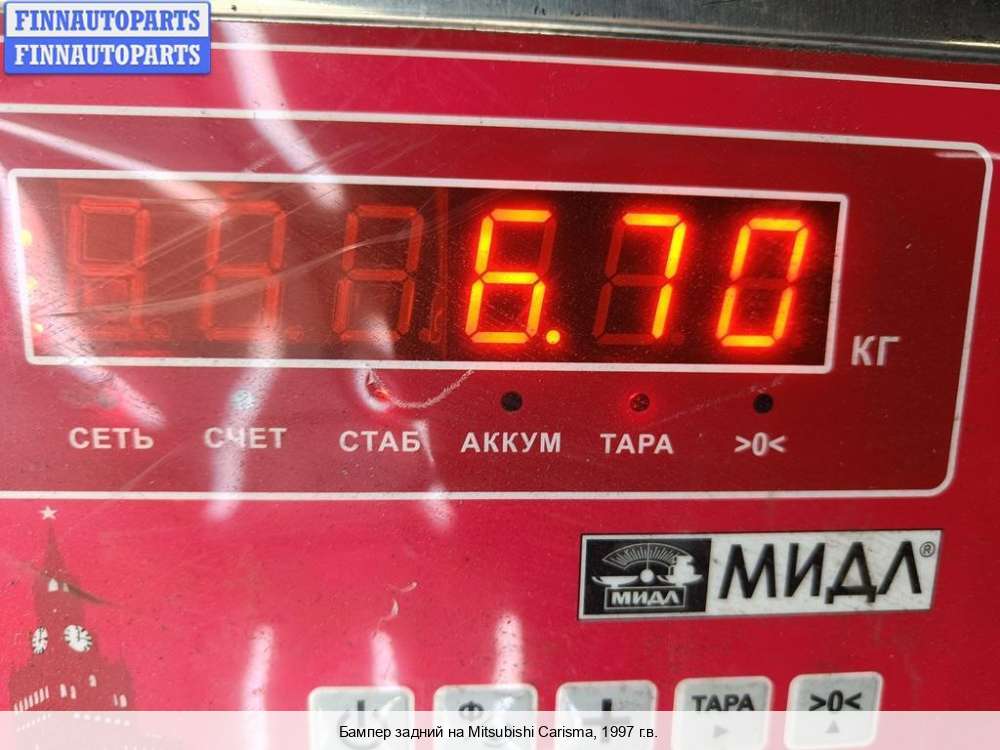 FINNAUTOPARTS
FINNAUTOPARTS
6.70
КГ
СЕТЬ СЧЕТ СТАБ АККУМ ТАРА >0<
МИДЛ МИДЛ®
Ф + ТАРА >0<
Бампер задний на Mitsubishi Carisma, 1997 г.в.